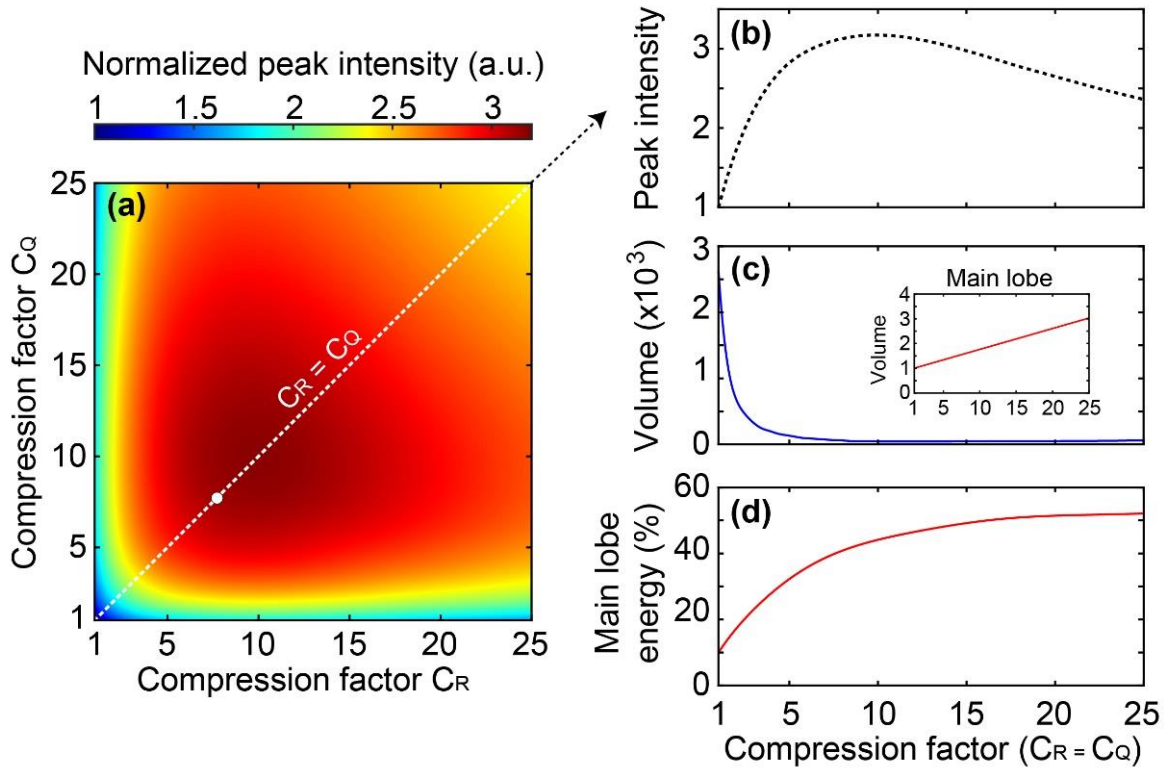 Normalized peak intensity (a.u.)
1 1.5 2 2.5 3
(a)
Compression factor CQ
25
20
15
10
5
1
CR = CQ
1 5 10 15 20 25
Compression factor CR
(b)
Peak intensity
3
2
1
(c)
Volume (x10³)
3
2
1
0
Main lobe
Volume
4
3
2
1
0
1 5 10 15 20 25
(d)
Main lobe
energy (%)
60
40
20
0
1 5 10 15 20 25
Compression factor (CR = CQ)